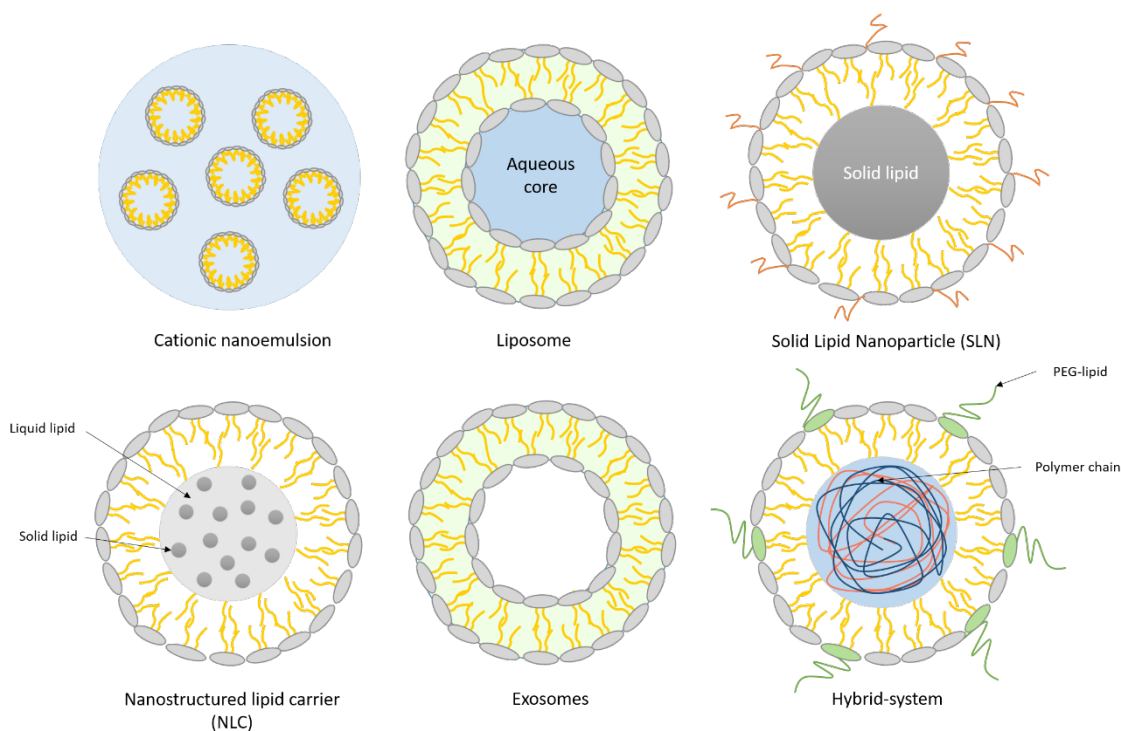 Aqueous
core
Solid lipid
Cationic nanoemulsion
Liposome
Solid Lipid Nanoparticle (SLN)
PEG-lipid
Liquid lipid
Polymer chain
Solid lipid
Nanostructured lipid carrier
(NLC)
Exosomes
Hybrid-system